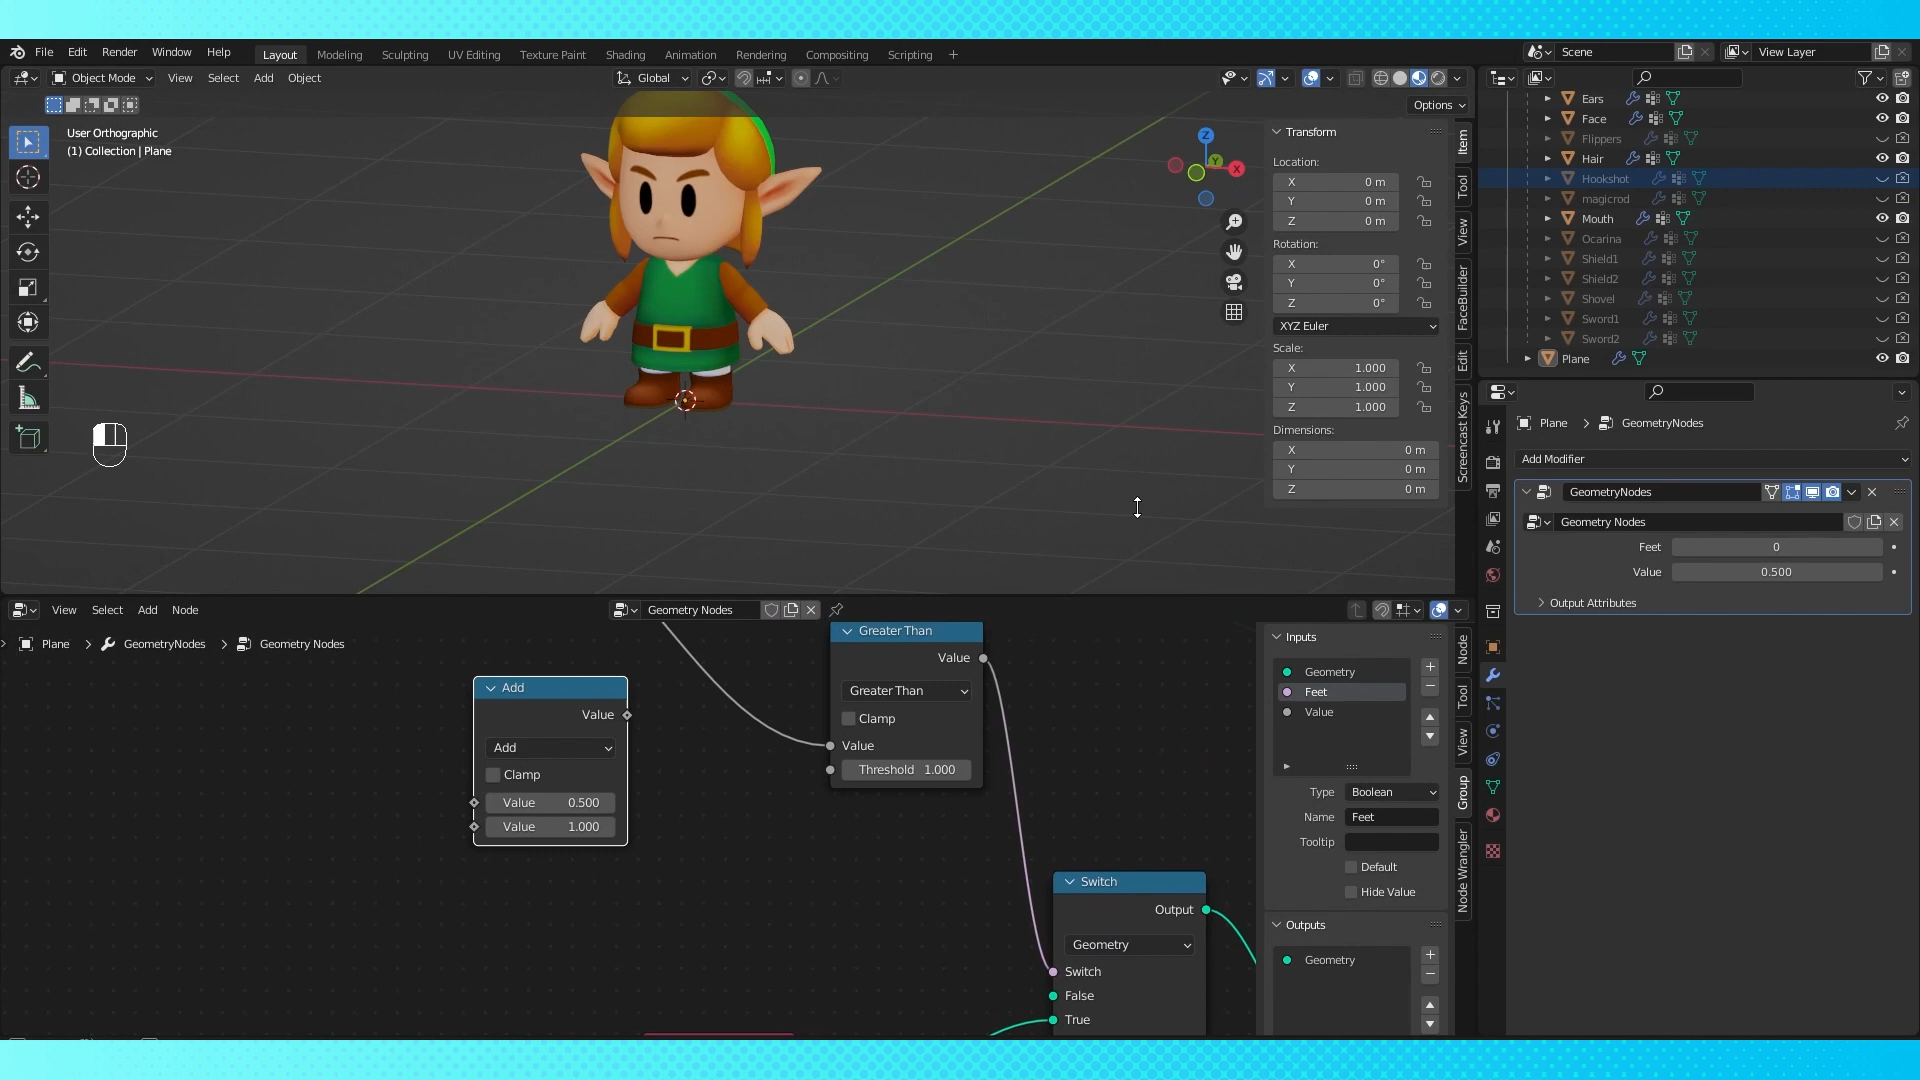 File Edit Render Window Help
Layout Modeling Sculpting UV Editing Texture Paint Shading Animation Rendering Compositing Scripting +
Scene
View Layer
Object Mode View Select Add Object
Global
Options
User Orthographic
(1) Collection | Plane
Z
Y
X
Transform
Location:
X 0 m
Y 0 m
Z 0 m
Rotation:
X 0°
Y 0°
Z 0°
XYZ Euler
Scale:
X 1.000
Y 1.000
Z 1.000
Dimensions:
X 0 m
Y 0 m
Z 0 m
Item
Tool
View
FaceBuilder
Edit
Screencast Keys
Ears
Face
Flippers
Hair
Hookshot
magicrod
Mouth
Ocarina
Shield1
Shield2
Shovel
Sword1
Sword2
Plane
Plane > GeometryNodes
Add Modifier
GeometryNodes
Geometry Nodes
Feet 0
Value 0.500
Output Attributes
View Select Add Node
Geometry Nodes
Plane > GeometryNodes > Geometry Nodes
Add
Value
Add
Clamp
Value 0.500
Value 1.000
Greater Than
Value
Greater Than
Clamp
Value
Threshold 1.000
Switch
Output
Geometry
Switch
False
True
Inputs
Geometry
Feet
Value
Type Boolean
Name Feet
Tooltip
Default
Hide Value
Outputs
Geometry
Node
Tool
View
Group
Node Wrangler